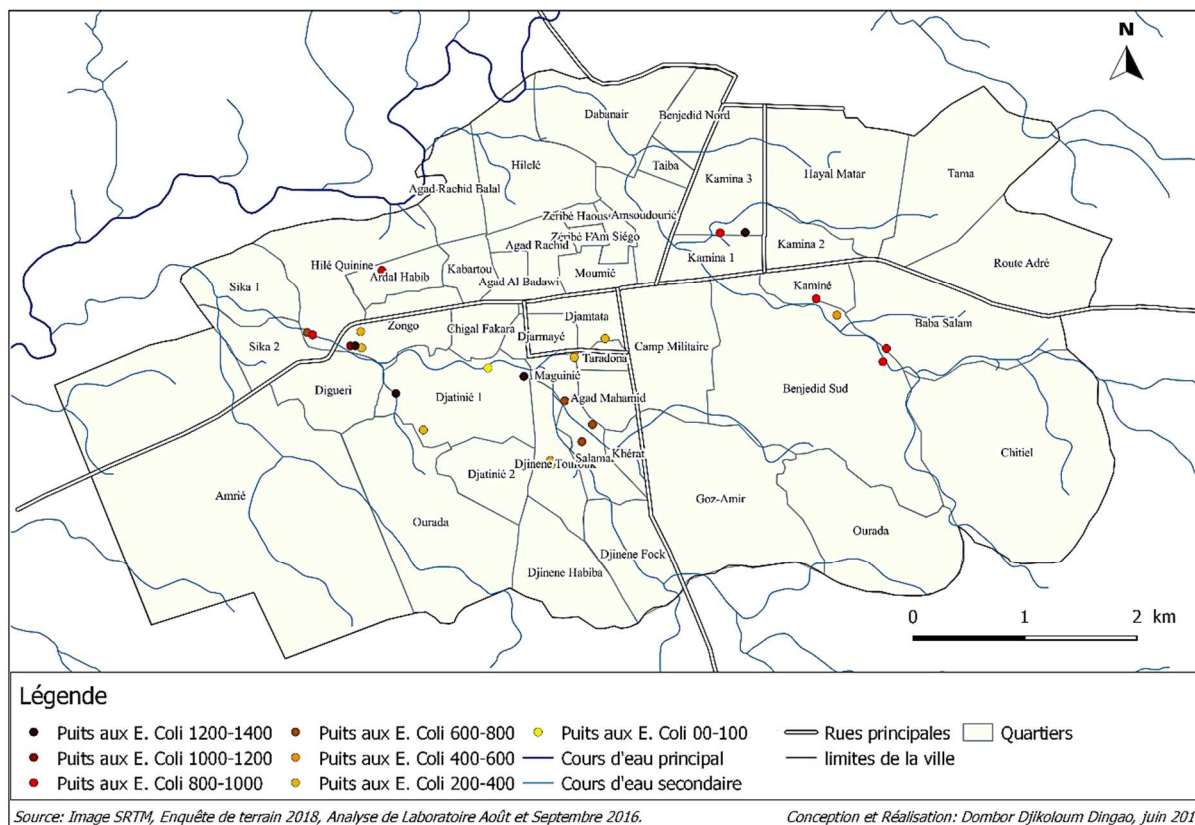 N
Dabanair
Benjedid Nord
Hilelé
Taiba
Agad Rachid Balal
Kamina 3
Hayal Matar
Tama
Zéribé Haous
Amsoudourié
Zéribé H'Am Siégo
Agad Rachid
Kamina 1
Kamina 2
Route Adré
Hilé Quinine
Ardal Habib
Kabartou
Agad Al Badawi
Moumié
Sika 1
Kaminé
Zongo
Chigal Fakara
Djarmayé
Djamtata
Camp Militaire
Baba Salam
Sika 2
Taradona
Digueri
Djatinié 1
Maguinié
Agad Mahamid
Benjedid Sud
Salama
Khérat
Djinene Tourouk
Chitiel
Amrié
Djatinié 2
Ourada
Goz-Amir
Ourada
Djinene Fock
Djinene Habiba
0 1 2 km
Légende
Puits aux E. Coli 1200-1400
Puits aux E. Coli 1000-1200
Puits aux E. Coli 800-1000
Puits aux E. Coli 600-800
Puits aux E. Coli 400-600
Puits aux E. Coli 200-400
Puits aux E. Coli 00-100
Cours d'eau principal
Cours d'eau secondaire
Rues principales
limites de la ville
Quartiers
Source: Image SRTM, Enquête de terrain 2018, Analyse de Laboratoire Août et Septembre 2016.
Conception et Réalisation: Dombor Djikoloum Dingao, juin 201